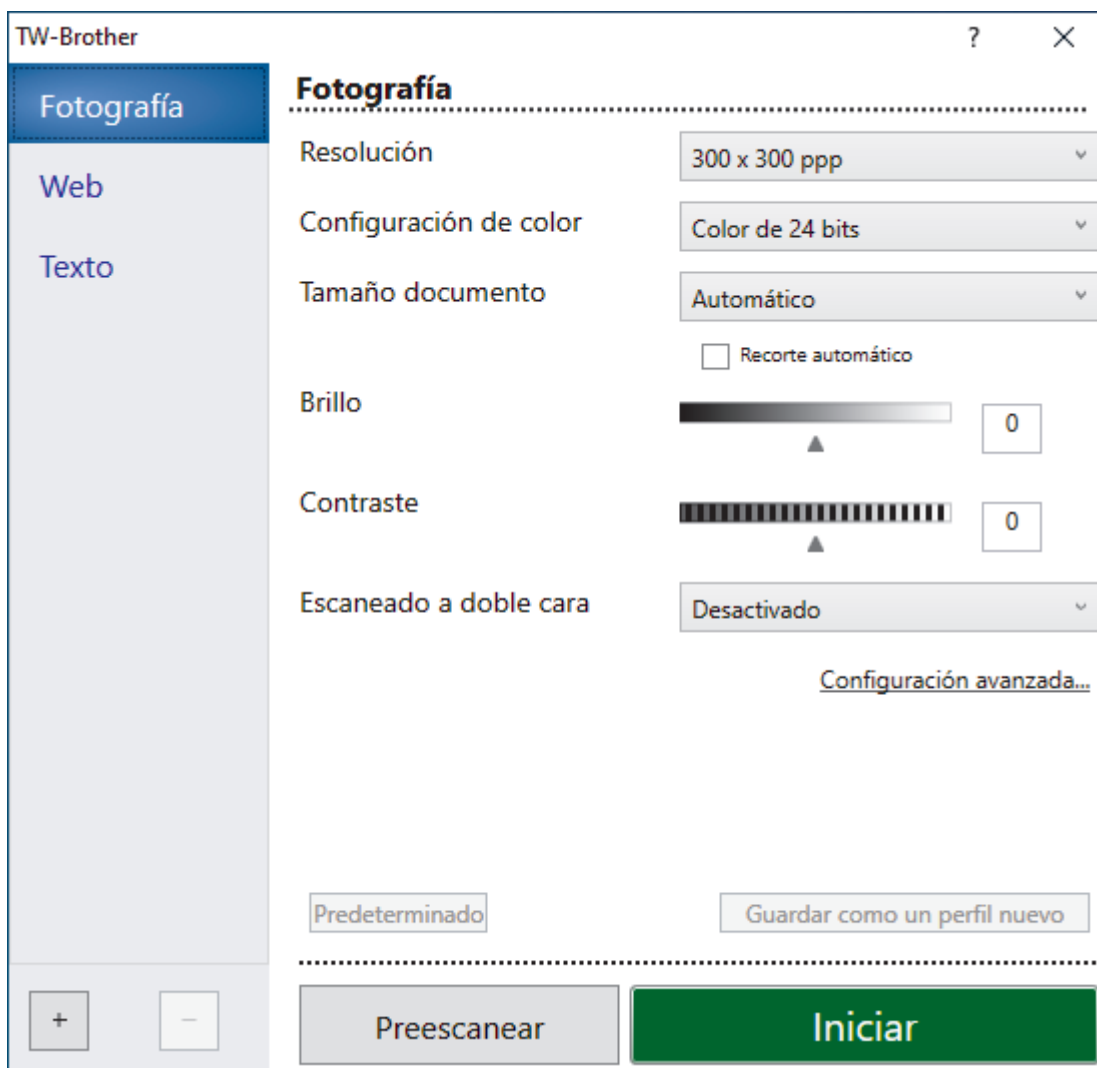 TW-Brother ? ×
Fotografía
Web
Texto
Fotografía
Resolución 300 x 300 ppp
Configuración de color Color de 24 bits
Tamaño documento Automático
Recorte automático
Brillo 0
Contraste 0
Escaneado a doble cara Desactivado
Configuración avanzada...
Predeterminado Guardar como un perfil nuevo
+ −
Preescanear Iniciar